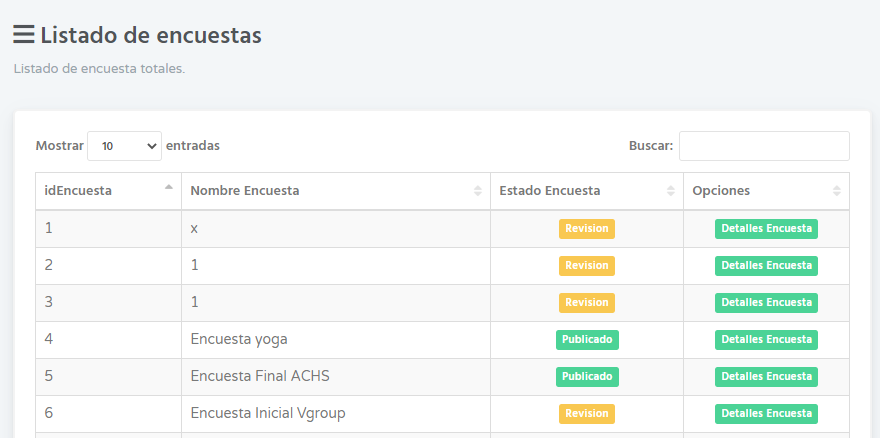 Listado de encuestas
Listado de encuesta totales.
Mostrar 10 entradas Buscar:
idEncuesta Nombre Encuesta Estado Encuesta Opciones
1 x Revision Detalles Encuesta
2 1 Revision Detalles Encuesta
3 1 Revision Detalles Encuesta
4 Encuesta yoga Publicado Detalles Encuesta
5 Encuesta Final ACHS Publicado Detalles Encuesta
6 Encuesta Inicial Vgroup Revision Detalles Encuesta